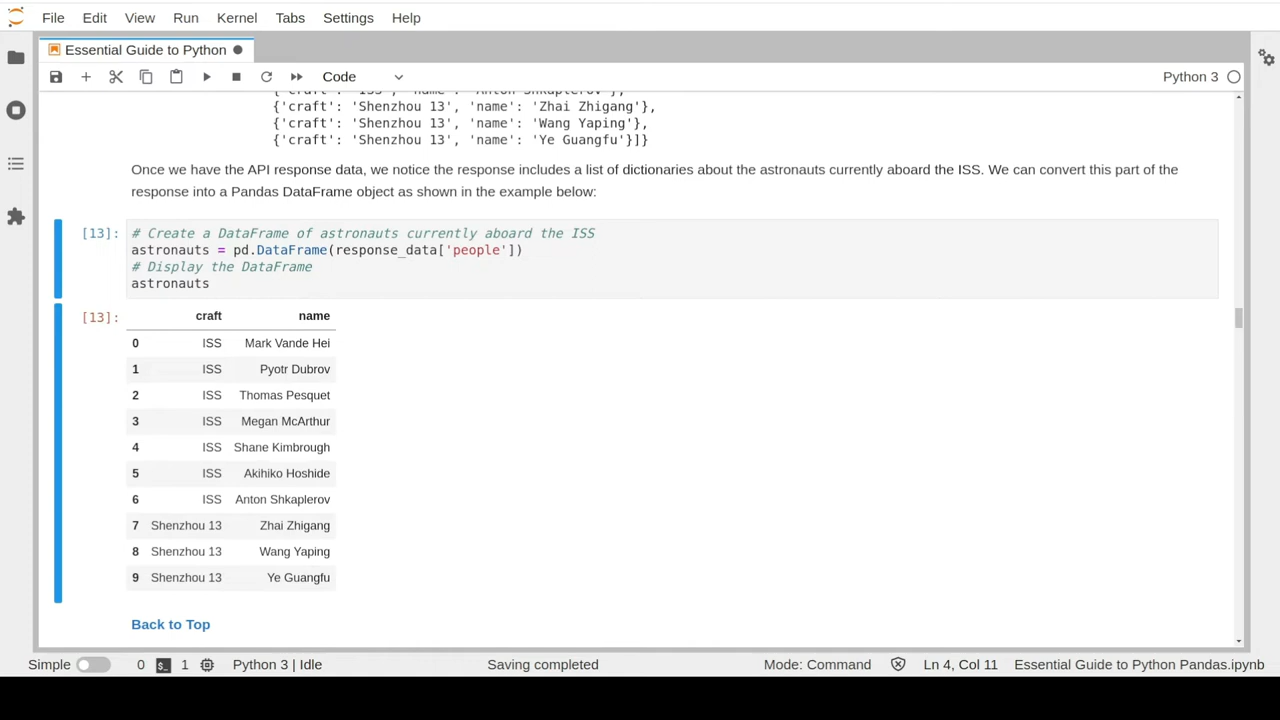 File Edit View Run Kernel Tabs Settings Help
Essential Guide to Python
Code Python 3
{'craft': 'ISS', 'name': 'Anton Shkaplerov'},
{'craft': 'Shenzhou 13', 'name': 'Zhai Zhigang'},
{'craft': 'Shenzhou 13', 'name': 'Wang Yaping'},
{'craft': 'Shenzhou 13', 'name': 'Ye Guangfu'}]}
Once we have the API response data, we notice the response includes a list of dictionaries about the astronauts currently aboard the ISS. We can convert this part of the
response into a Pandas DataFrame object as shown in the example below:
[13]: # Create a DataFrame of astronauts currently aboard the ISS
astronauts = pd.DataFrame(response_data['people'])
# Display the DataFrame
astronauts
[13]: craft name
0 ISS Mark Vande Hei
1 ISS Pyotr Dubrov
2 ISS Thomas Pesquet
3 ISS Megan McArthur
4 ISS Shane Kimbrough
5 ISS Akihiko Hoshide
6 ISS Anton Shkaplerov
7 Shenzhou 13 Zhai Zhigang
8 Shenzhou 13 Wang Yaping
9 Shenzhou 13 Ye Guangfu
Back to Top
Simple 0 $_ 1 Python 3 | Idle Saving completed Mode: Command Ln 4, Col 11 Essential Guide to Python Pandas.ipynb